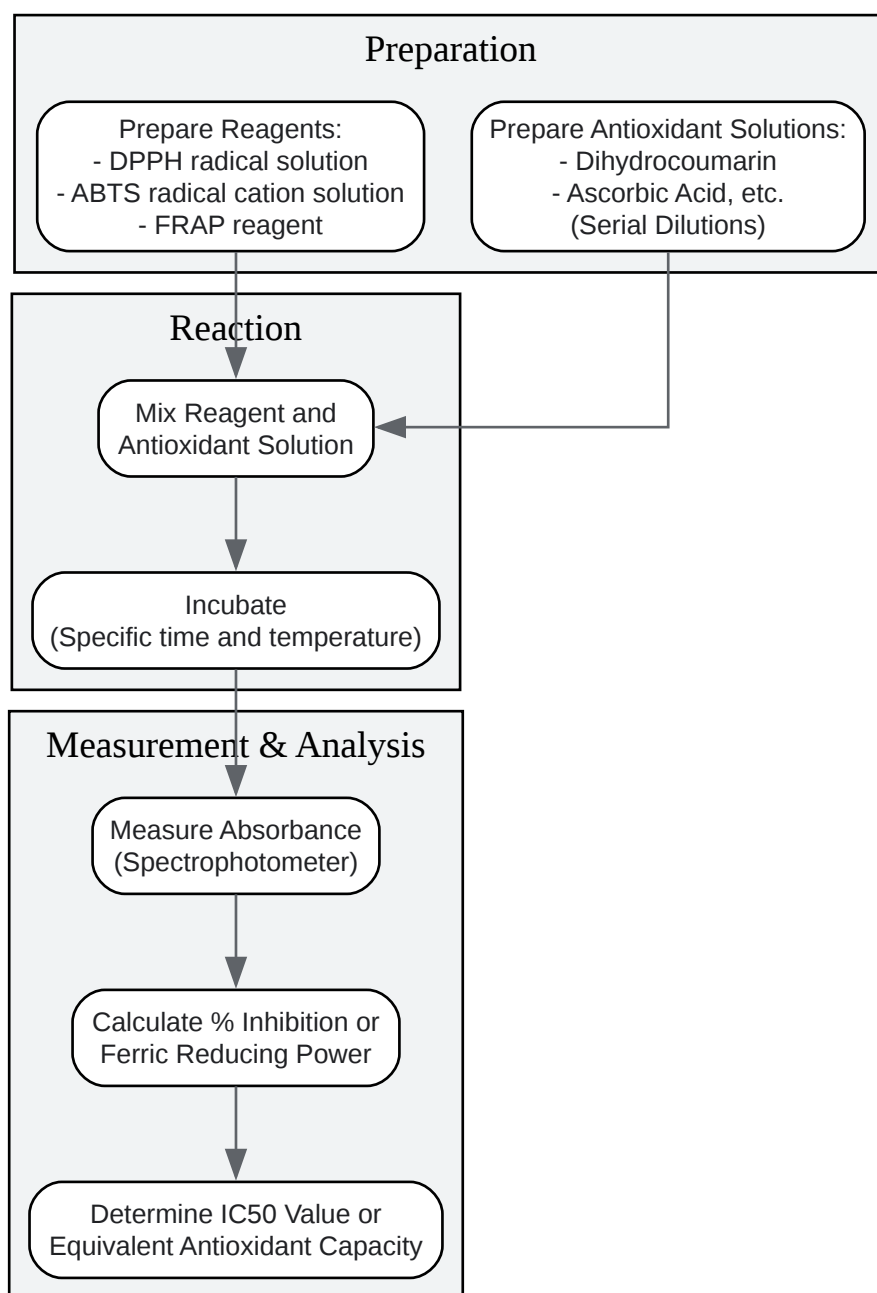 Preparation
Prepare Reagents:
- DPPH radical solution
- ABTS radical cation solution
- FRAP reagent
Prepare Antioxidant Solutions:
- Dihydrocoumarin
- Ascorbic Acid, etc.
(Serial Dilutions)
Reaction
Mix Reagent and
Antioxidant Solution
Incubate
(Specific time and temperature)
Measurement & Analysis
Measure Absorbance
(Spectrophotometer)
Calculate % Inhibition or
Ferric Reducing Power
Determine IC50 Value or
Equivalent Antioxidant Capacity